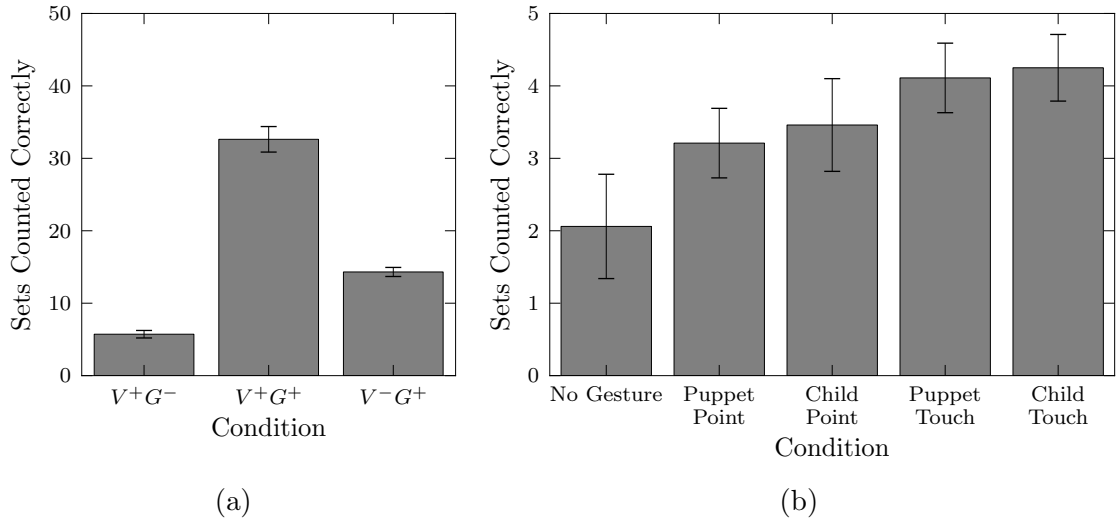 Sets Counted Correctly
50
40
30
20
10
0
V⁺G⁻
V⁺G⁺
V⁻G⁺
Condition
(a)
Sets Counted Correctly
5
4
3
2
1
0
No Gesture
Puppet
Point
Child
Point
Puppet
Touch
Child
Touch
Condition
(b)